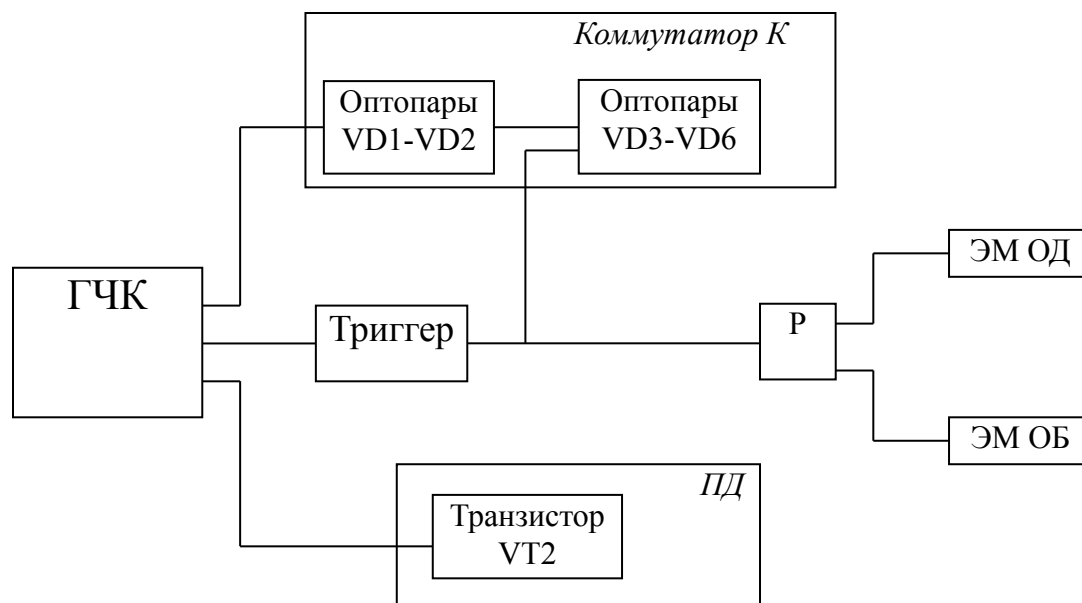 Коммутатор К
Оптопары
VD1-VD2
Оптопары
VD3-VD6
ГЧК
Триггер
Р
ЭМ ОД
ЭМ ОБ
ПД
Транзистор
VT2